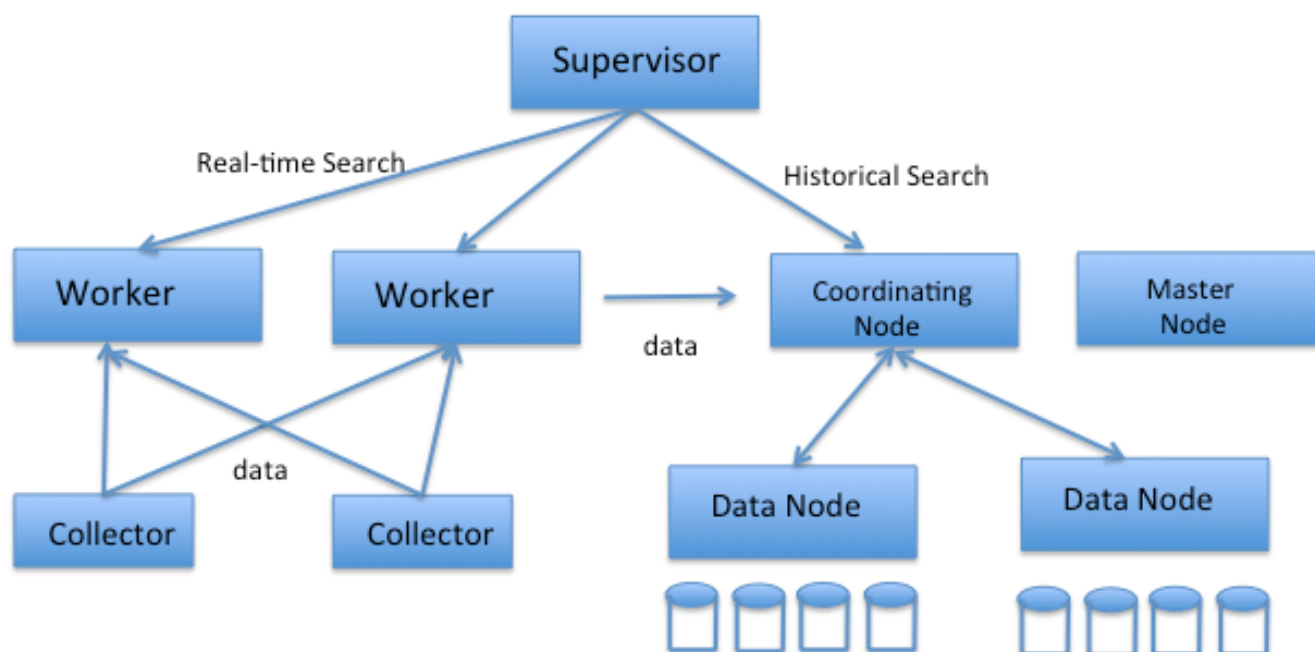 Supervisor
Real-time Search
Historical Search
Worker
Worker
Coordinating
Node
Master
Node
data
data
Collector
Collector
Data Node
Data Node